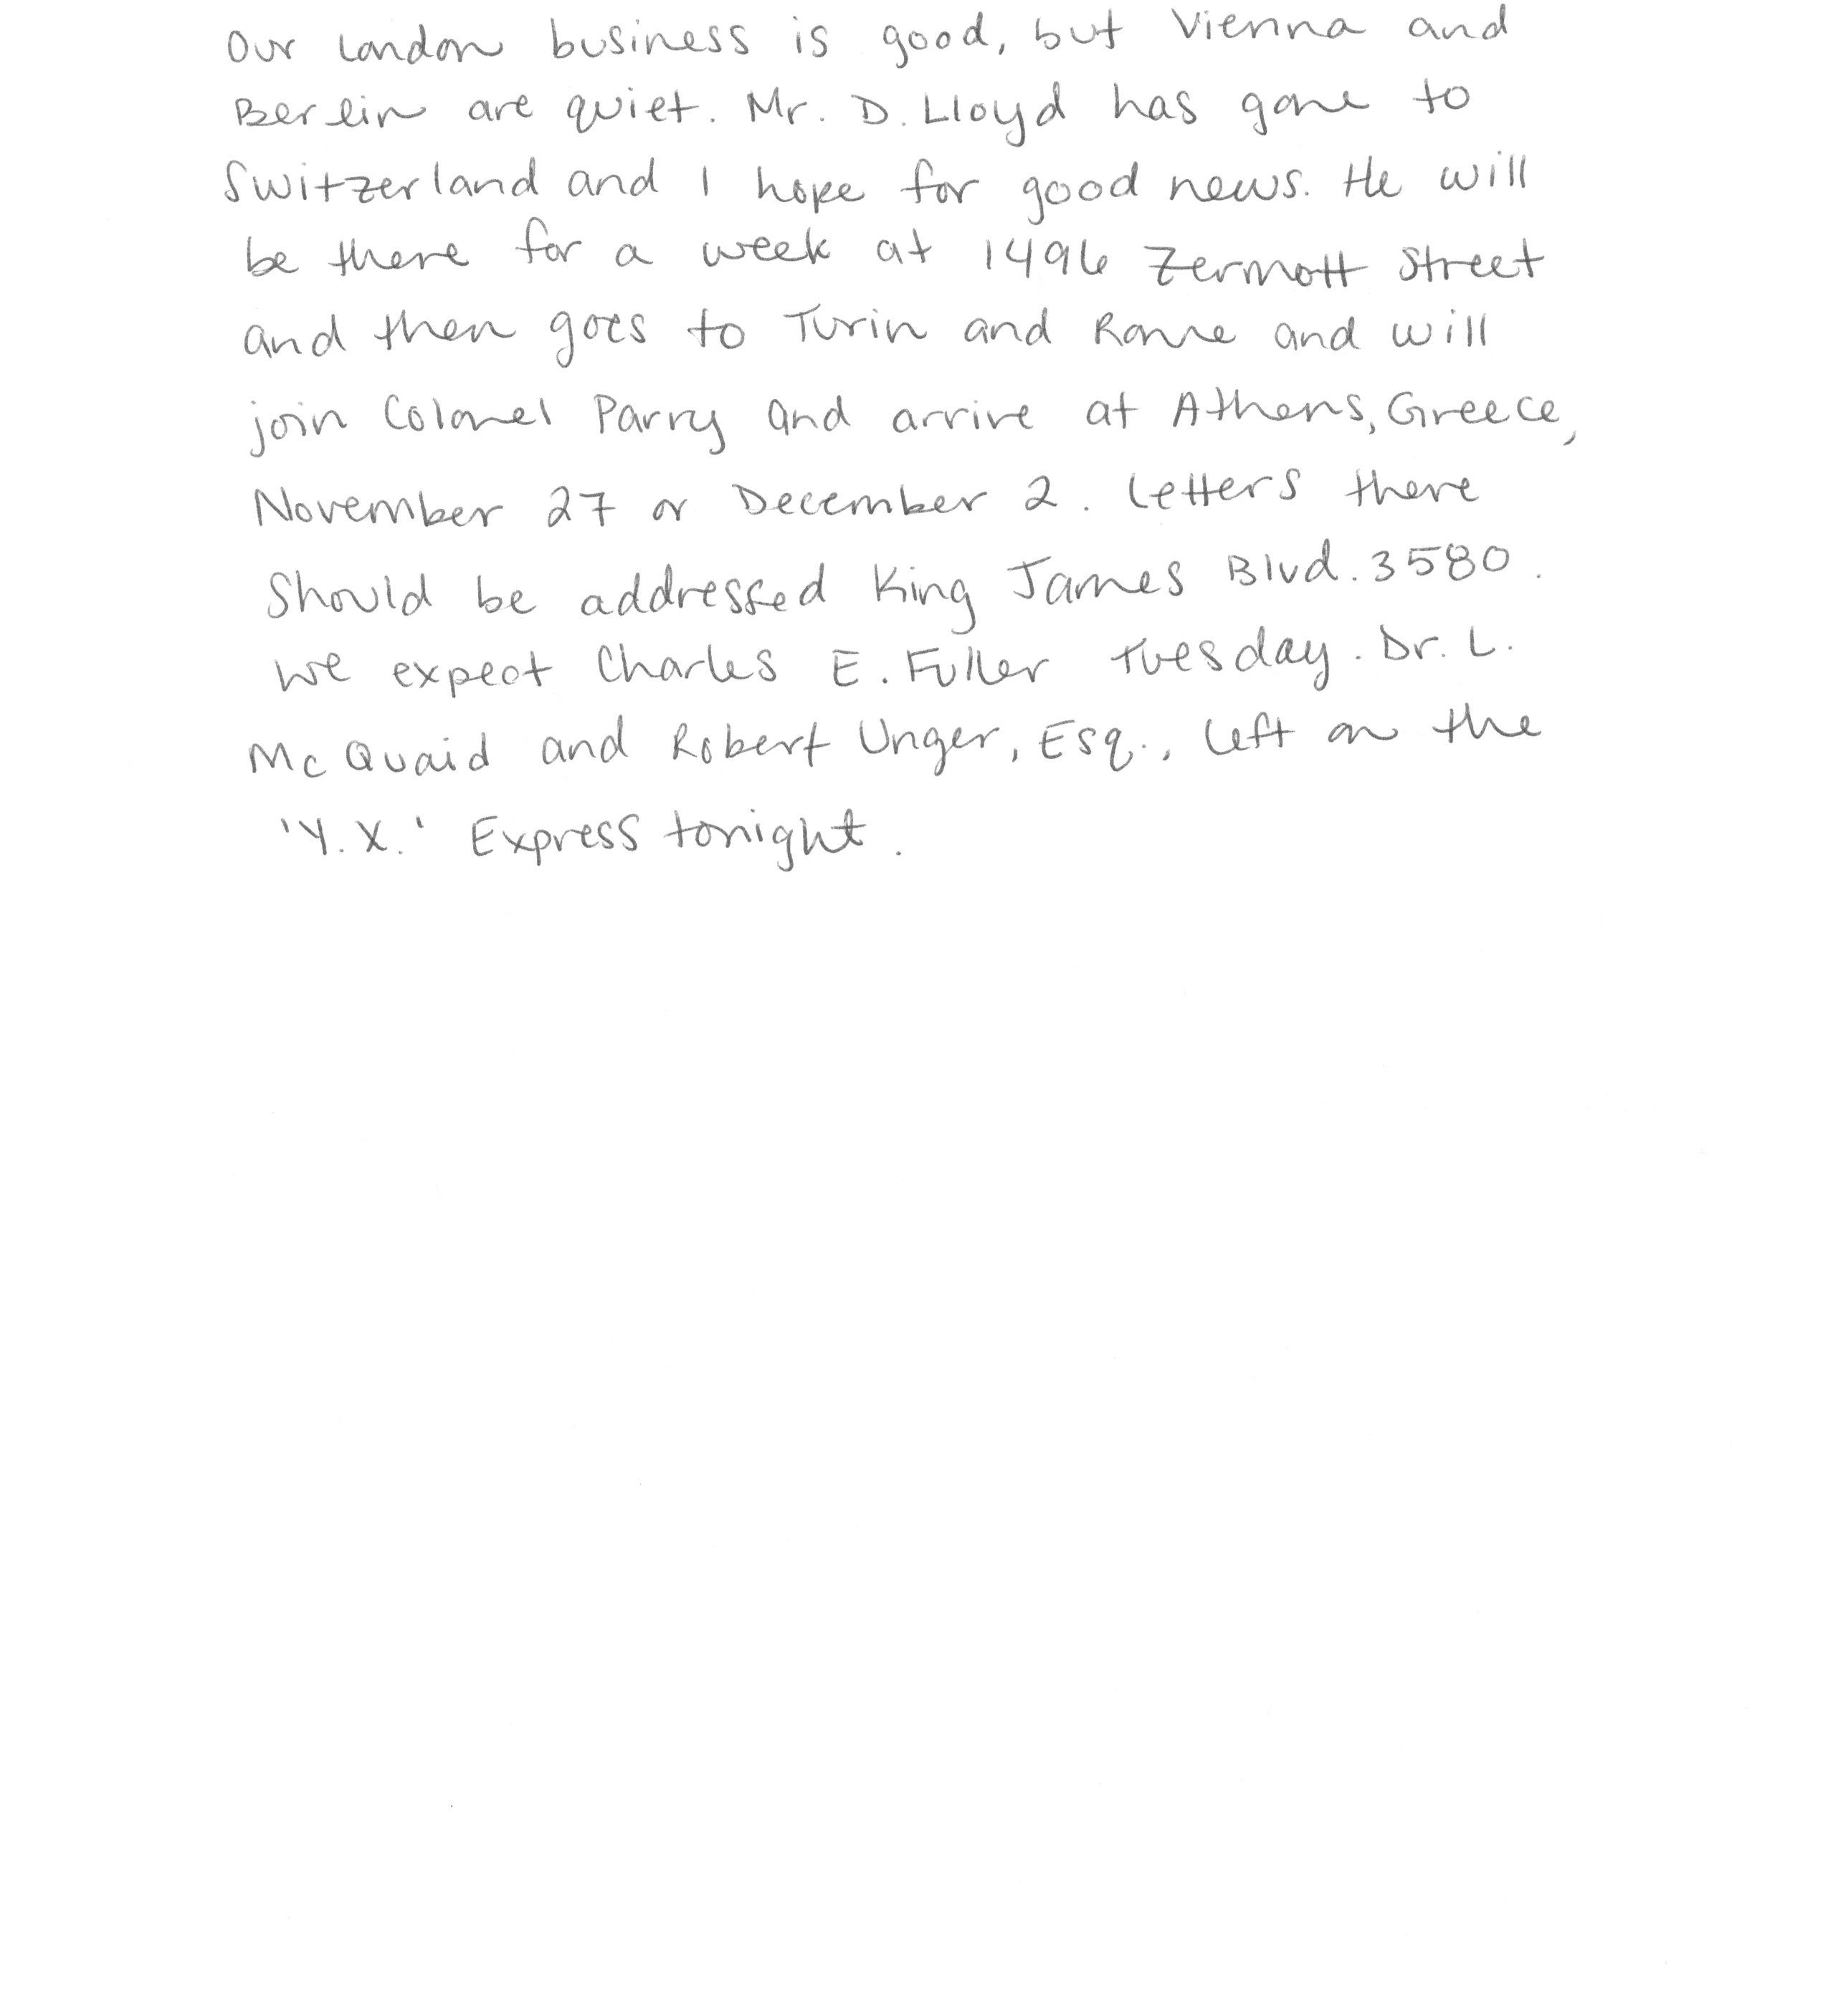 Our London business is good, but Vienna and
Berlin are quiet. Mr. D. Lloyd has gone to
Switzerland and I hope for good news. He will
be there for a week at 1496 Zermott Street
and then goes to Turin and Rome and will
join Colonel Parry and arrive at Athens, Greece,
November 27 or December 2. Letters there
Should be addressed King James Blvd. 3580.
We expect Charles E. Fuller Tuesday. Dr. L.
McQuaid and Robert Unger, Esq., left on the
'Y.X.' Express tonight.